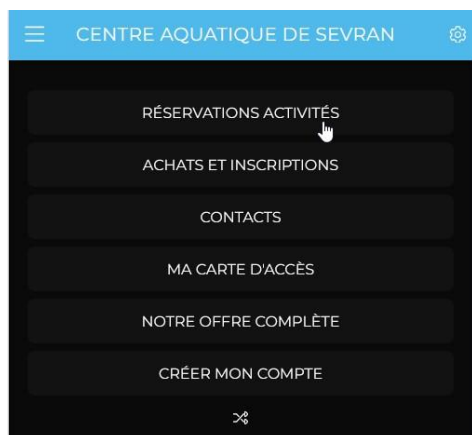 CENTRE AQUATIQUE DE SEVRAN
RÉSERVATIONS ACTIVITÉS
ACHATS ET INSCRIPTIONS
CONTACTS
MA CARTE D'ACCÈS
NOTRE OFFRE COMPLÈTE
CRÉER MON COMPTE